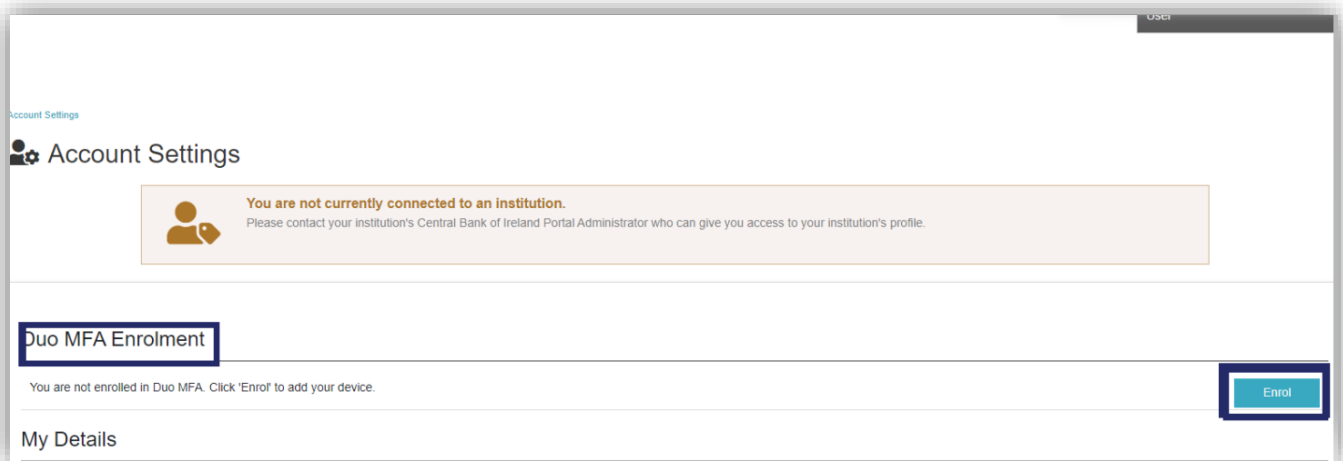 User
Account Settings
Account Settings
You are not currently connected to an institution.
Please contact your institution's Central Bank of Ireland Portal Administrator who can give you access to your institution's profile.
Duo MFA Enrolment
You are not enrolled in Duo MFA. Click 'Enrol' to add your device.
Enrol
My Details